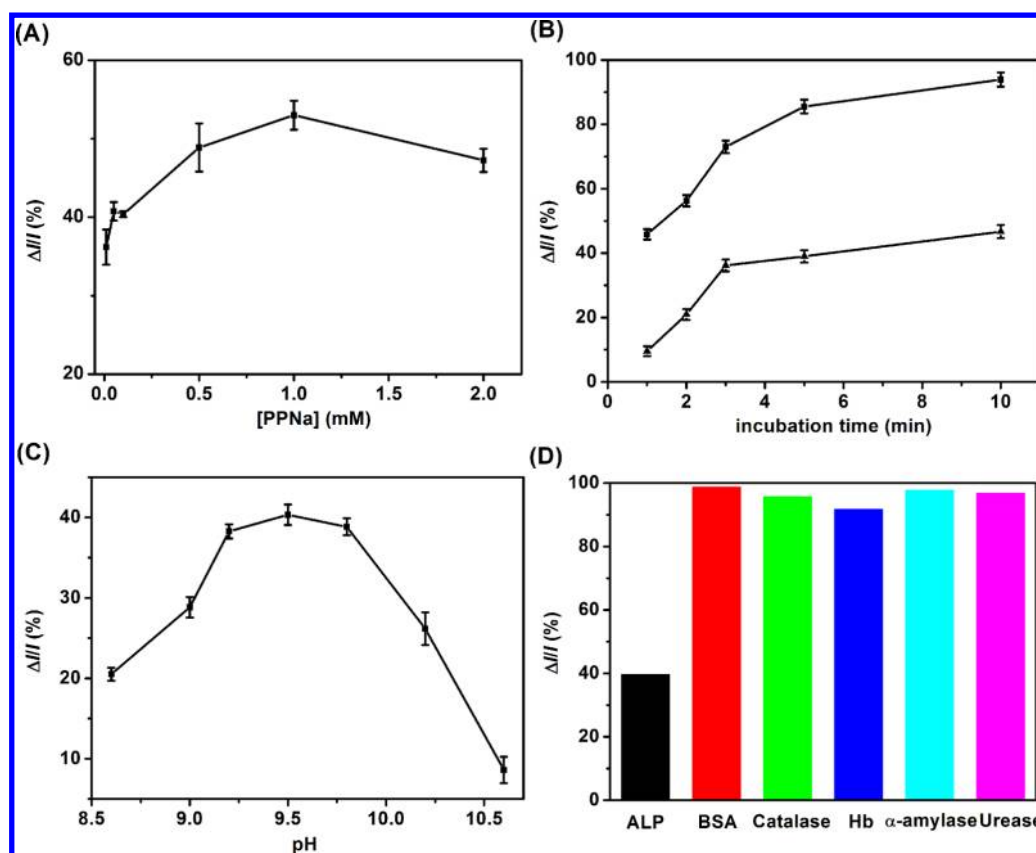 (A)
60
40
20
ΔI/I (%)
0.0 0.5 1.0 1.5 2.0
[PPNa] (mM)
(B)
100
80
60
40
20
0
ΔI/I (%)
0 2 4 6 8 10
incubation time (min)
(C)
40
30
20
10
ΔI/I (%)
8.5 9.0 9.5 10.0 10.5
pH
(D)
100
80
60
40
20
0
ΔI/I (%)
ALP BSA Catalase Hb α-amylase Urease